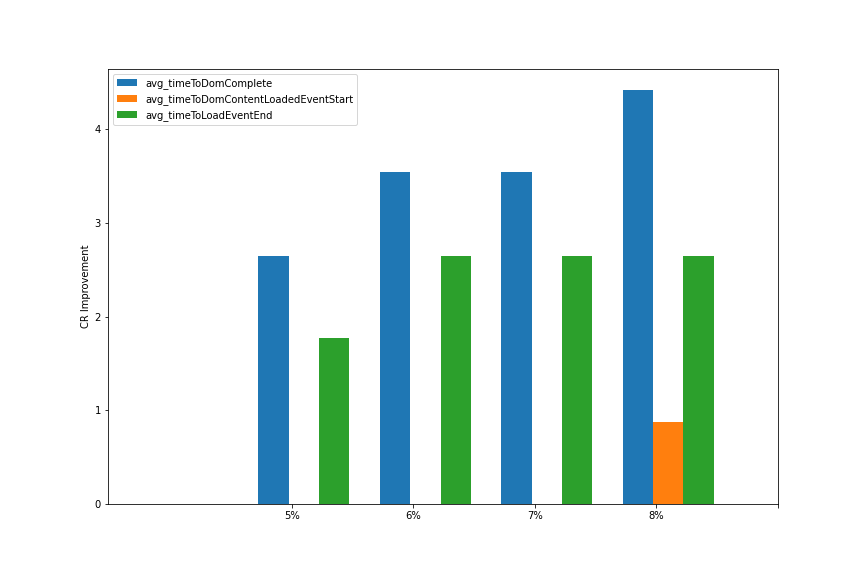 avg_timeToDomComplete
avg_timeToDomContentLoadedEventStart
avg_timeToLoadEventEnd
4
3
2
1
0
CR Improvement
5% 6% 7% 8%